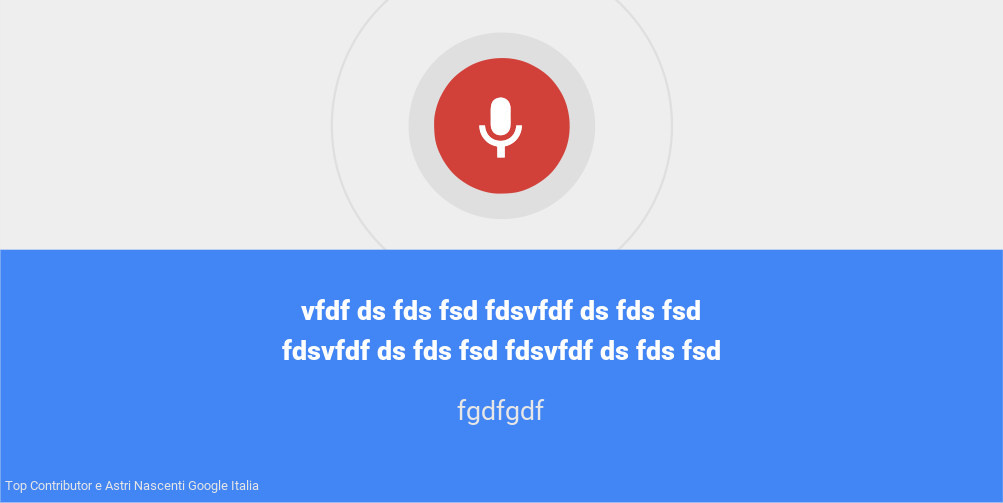 vfdf ds fds fsd fdsvfdf ds fds fsd
fdsvfdf ds fds fsd fdsvfdf ds fds fsd
fgdfgdf
Top Contributor e Astri Nascenti Google Italia